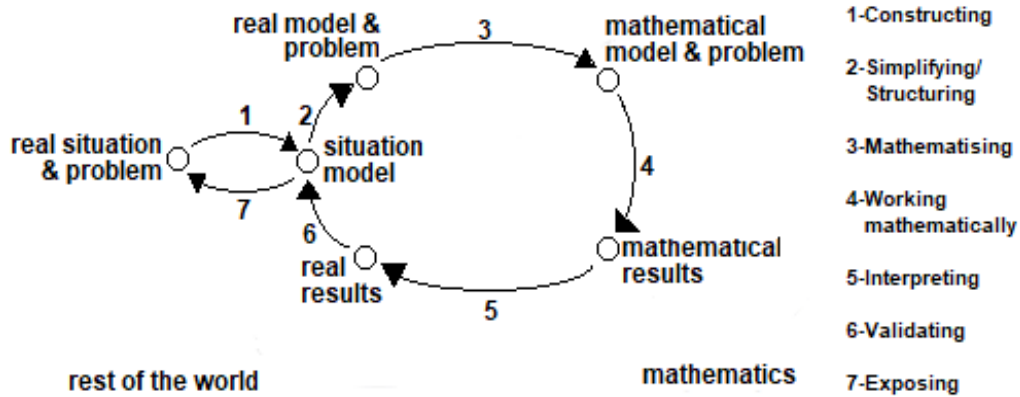 real model &
problem
3
mathematical
model & problem
1
2
real situation
& problem
situation
model
7
4
6
real
results
mathematical
results
5
rest of the world
mathematics
1-Constructing
2-Simplifying/
Structuring
3-Mathematising
4-Working
mathematically
5-Interpreting
6-Validating
7-Exposing